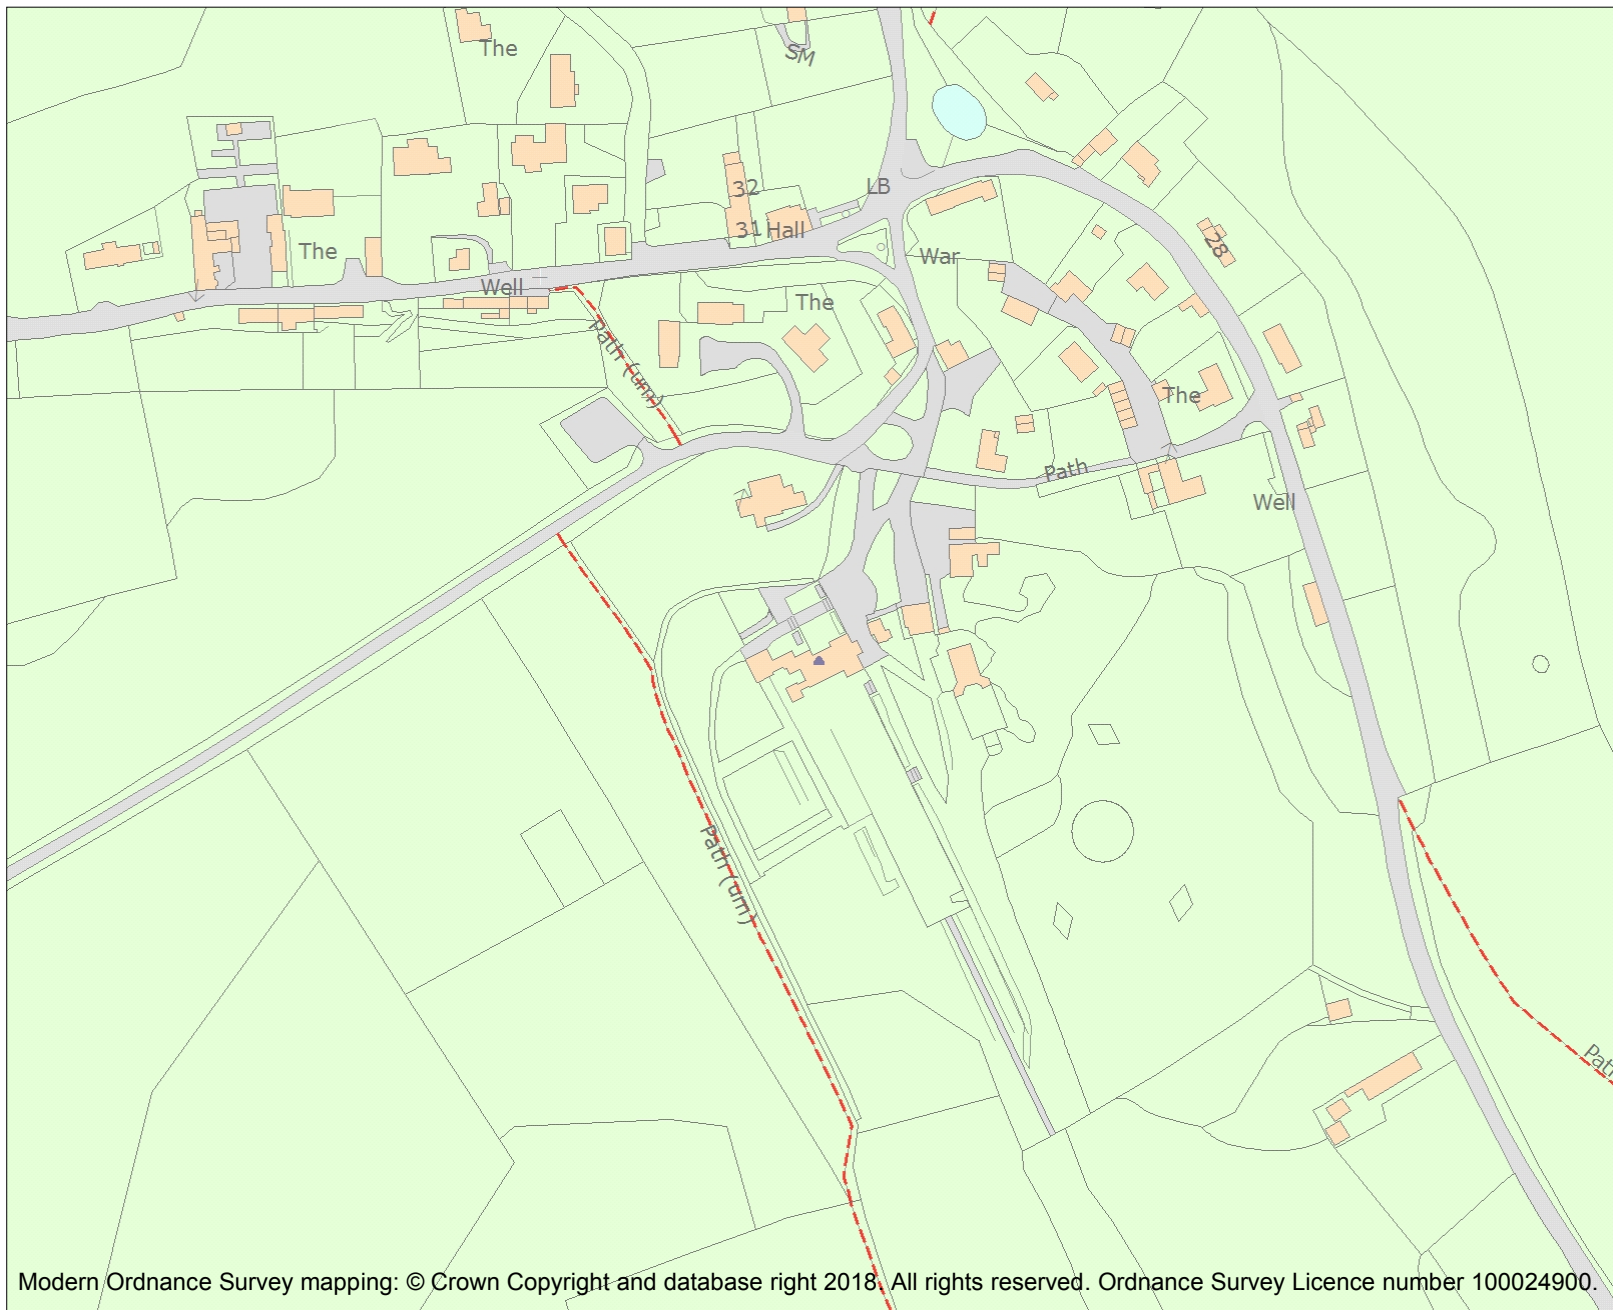 The
SM
32
LB
31
Hall
War
28
The
Well
The
Path (um)
The
Path
Well
Path (um)
Path
Modern Ordnance Survey mapping: © Crown Copyright and database right 2018. All rights reserved. Ordnance Survey Licence number 100024900.